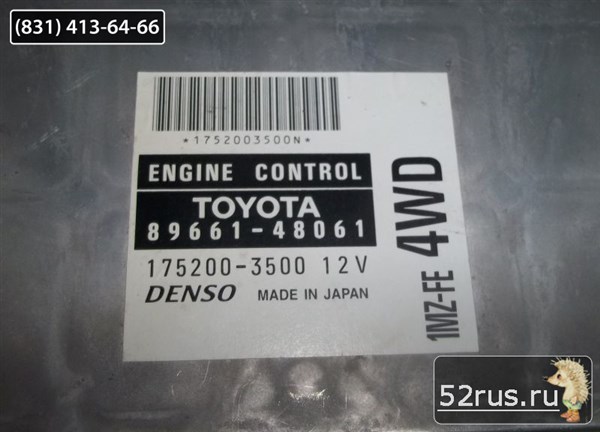 (831) 413-64-66
*1752003500N*
ENGINE CONTROL
TOYOTA
89661-48061
175200-3500 12V
DENSO MADE IN JAPAN
1MZ-FE 4WD
52rus.ru